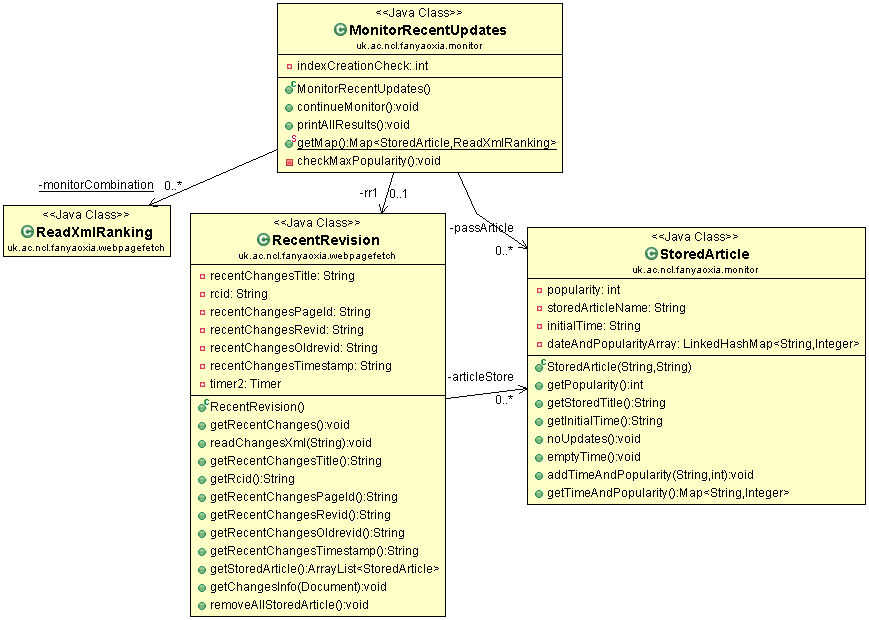 <<Java Class>>
MonitorRecentUpdates
uk.ac.ncl.fanyaoxia.monitor
indexCreationCheck: int
MonitorRecentUpdates()
continueMonitor():void
printAllResults():void
getMap():Map<StoredArticle,ReadXmlRanking>
checkMaxPopularity():void
-monitorCombination 0..*
-rr1 0..1
-passArticle
0..*
<<Java Class>>
ReadXmlRanking
uk.ac.ncl.fanyaoxia.webpagefetch
<<Java Class>>
RecentRevision
uk.ac.ncl.fanyaoxia.webpagefetch
recentChangesTitle: String
rcid: String
recentChangesPageId: String
recentChangesRevid: String
recentChangesOldrevid: String
recentChangesTimestamp: String
timer2: Timer
RecentRevision()
getRecentChanges():void
readChangesXml(String):void
getRecentChangesTitle():String
getRcid():String
getRecentChangesPageId():String
getRecentChangesRevid():String
getRecentChangesOldrevid():String
getRecentChangesTimestamp():String
getStoredArticle():ArrayList<StoredArticle>
getChangesInfo(Document):void
removeAllStoredArticle():void
-articleStore
0..*
<<Java Class>>
StoredArticle
uk.ac.ncl.fanyaoxia.monitor
popularity: int
storedArticleName: String
initialTime: String
dateAndPopularityArray: LinkedHashMap<String,Integer>
StoredArticle(String,String)
getPopularity():int
getStoredTitle():String
getInitialTime():String
noUpdates():void
emptyTime():void
addTimeAndPopularity(String,int):void
getTimeAndPopularity():Map<String,Integer>